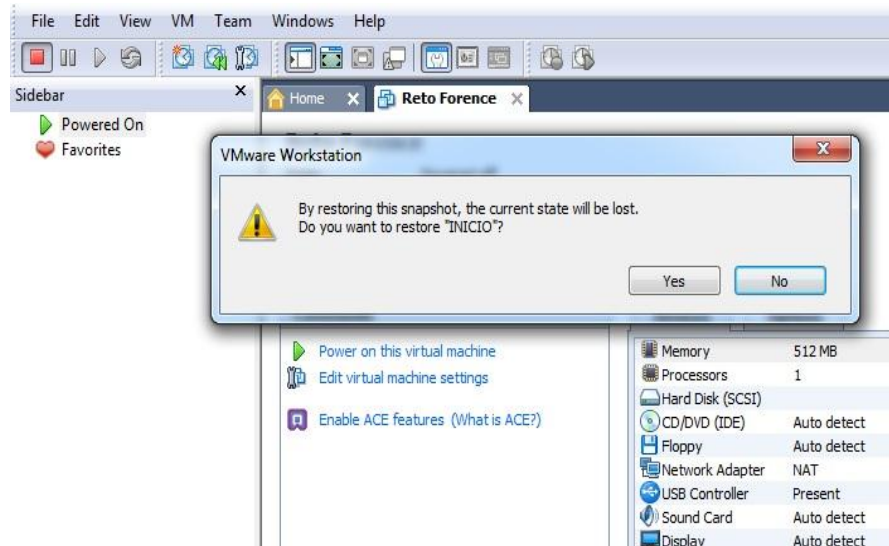 File Edit View VM Team Windows Help
Sidebar x
Home x Reto Forence x
Powered On
Favorites
VMware Workstation
By restoring this snapshot, the current state will be lost.
Do you want to restore "INICIO"?
Yes No
Power on this virtual machine
Edit virtual machine settings
Enable ACE features (What is ACE?)
Memory 512 MB
Processors 1
Hard Disk (SCSI)
CD/DVD (IDE) Auto detect
Floppy Auto detect
Network Adapter NAT
USB Controller Present
Sound Card Auto detect
Display Auto detect